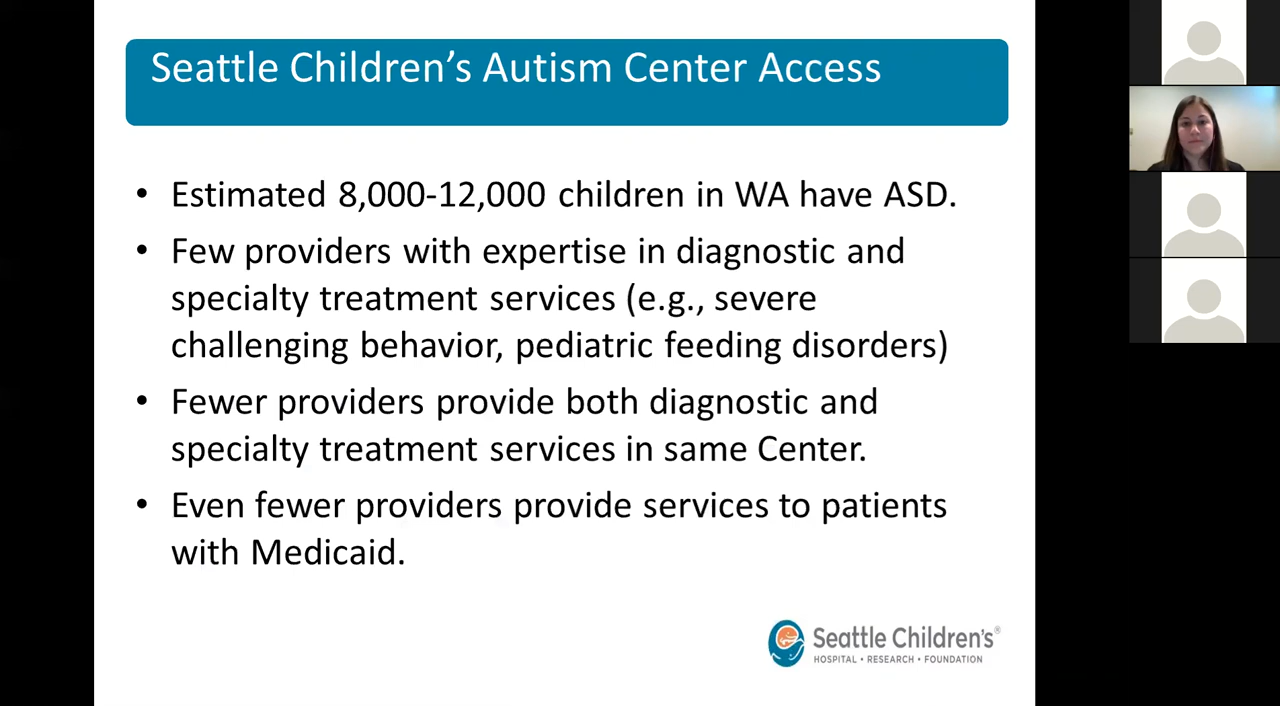 Seattle Children's Autism Center Access
• Estimated 8,000-12,000 children in WA have ASD.
• Few providers with expertise in diagnostic and
specialty treatment services (e.g., severe
challenging behavior, pediatric feeding disorders)
• Fewer providers provide both diagnostic and
specialty treatment services in same Center.
• Even fewer providers provide services to patients
with Medicaid.
Seattle Children's®
HOSPITAL • RESEARCH • FOUNDATION